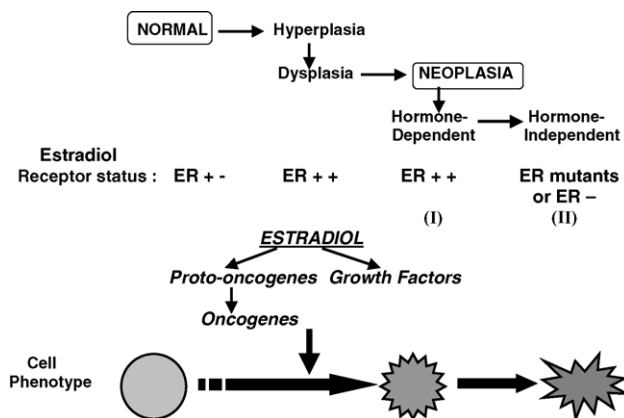 NORMAL Hyperplasia
Dysplasia NEOPLASIA
Hormone- Hormone-
Dependent Independent
Estradiol
Receptor status : ER + - ER + + ER + + ER mutants
or ER –
(I) (II)
ESTRADIOL
Proto-oncogenes Growth Factors
Oncogenes
Cell
Phenotype